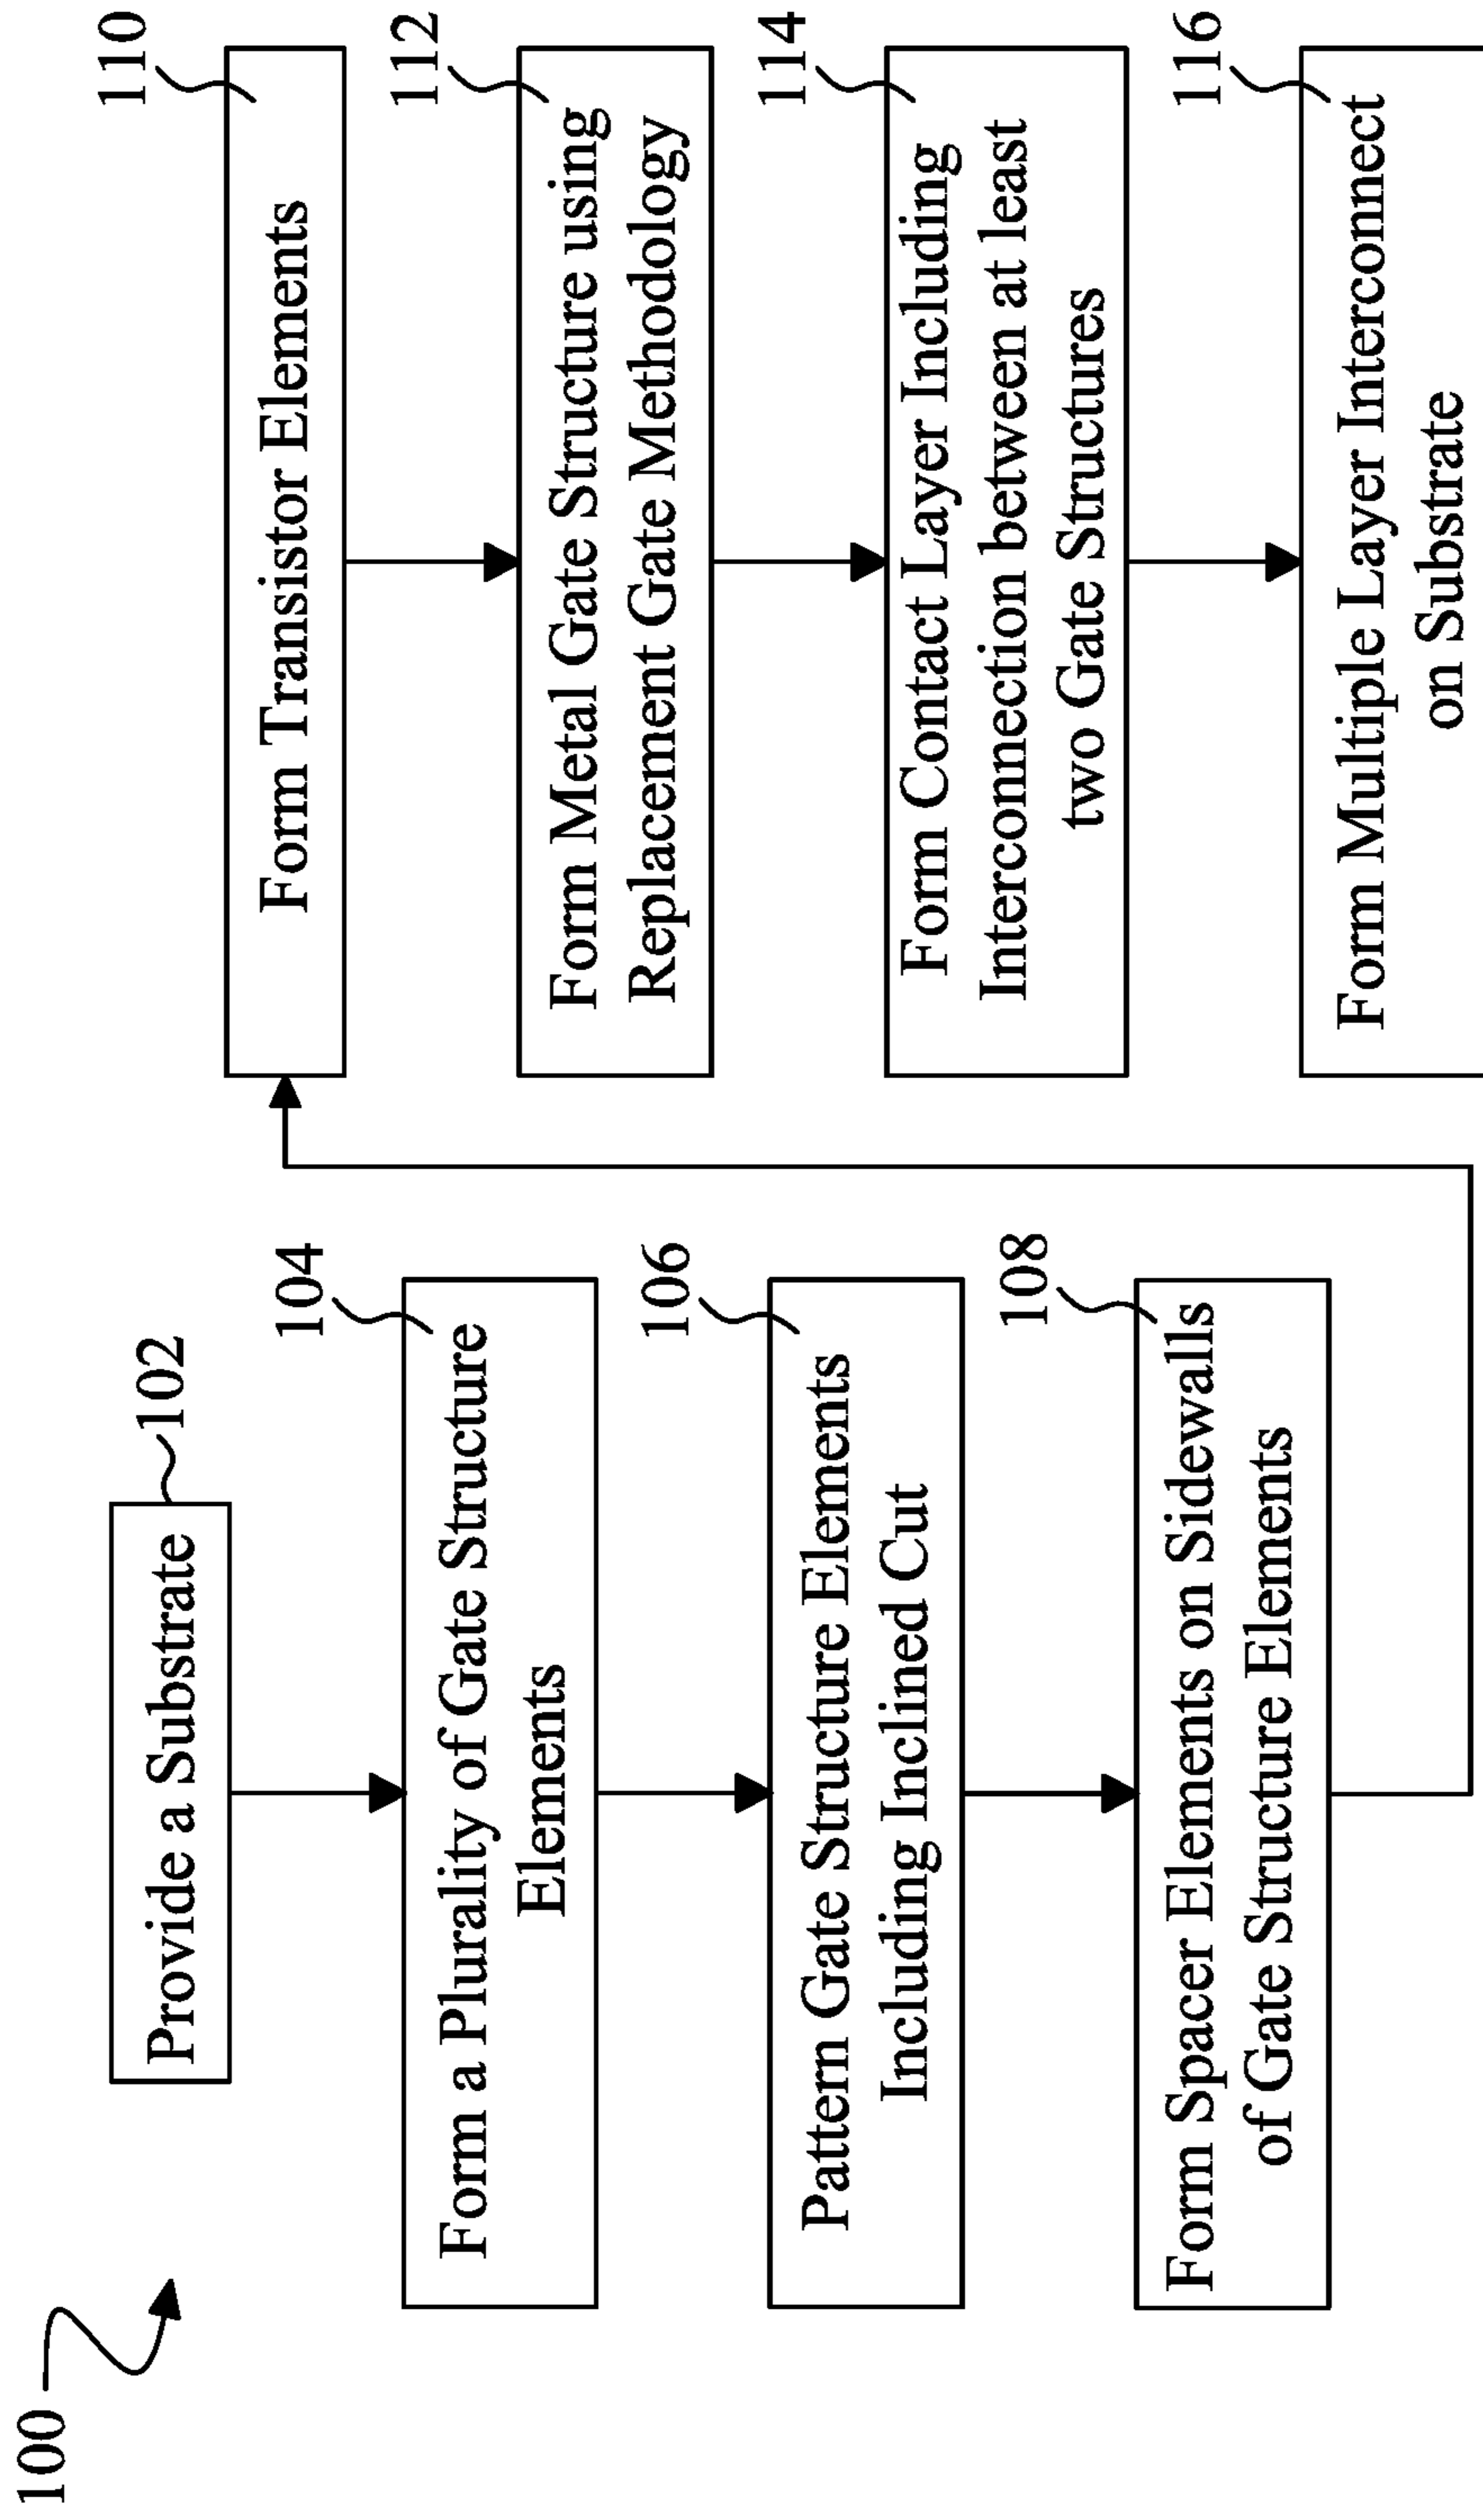 100
102
Provide a Substrate
104
Form a Plurality of Gate Structure
Elements
106
Pattern Gate Structure Elements
Including Inclined Cut
108
Form Spacer Elements on Sidewalls
of Gate Structure Elements
110
Form Transistor Elements
112
Form Metal Gate Structure using
Replacement Gate Methodology
114
Form Contact Layer Including
Interconnection between at least
two Gate Structures
116
Form Multiple Layer Interconnect
on Substrate